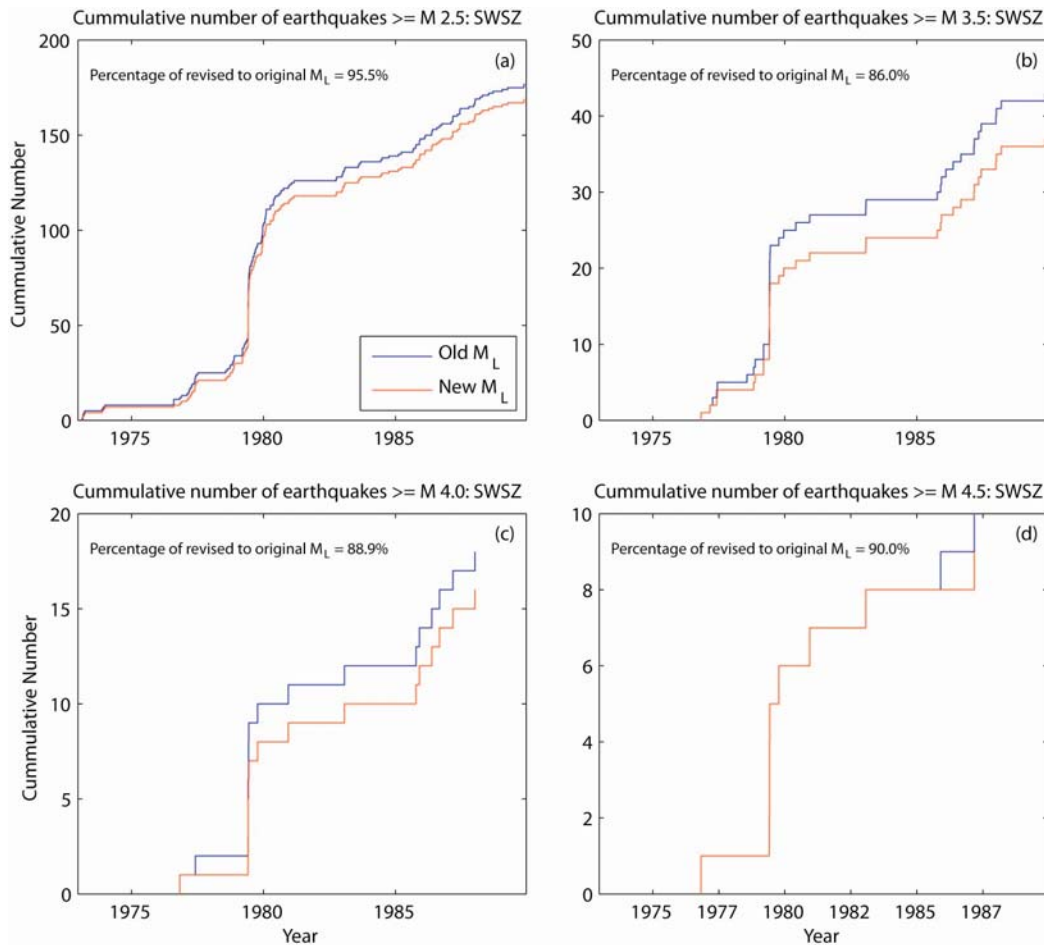 Cummulative number of earthquakes >= M 2.5: SWSZ
200
150
100
50
0
(a)
Percentage of revised to original M_L = 95.5%
Cummulative Number
Old M_L
New M_L
1975
1980
1985
Cummulative number of earthquakes >= M 3.5: SWSZ
50
40
30
20
10
0
(b)
Percentage of revised to original M_L = 86.0%
1975
1980
1985
Cummulative number of earthquakes >= M 4.0: SWSZ
20
15
10
5
0
(c)
Percentage of revised to original M_L = 88.9%
Cummulative Number
1975
1980
1985
Year
Cummulative number of earthquakes >= M 4.5: SWSZ
10
8
6
4
2
0
(d)
Percentage of revised to original M_L = 90.0%
1975
1977
1980
1982
1985
1987
Year